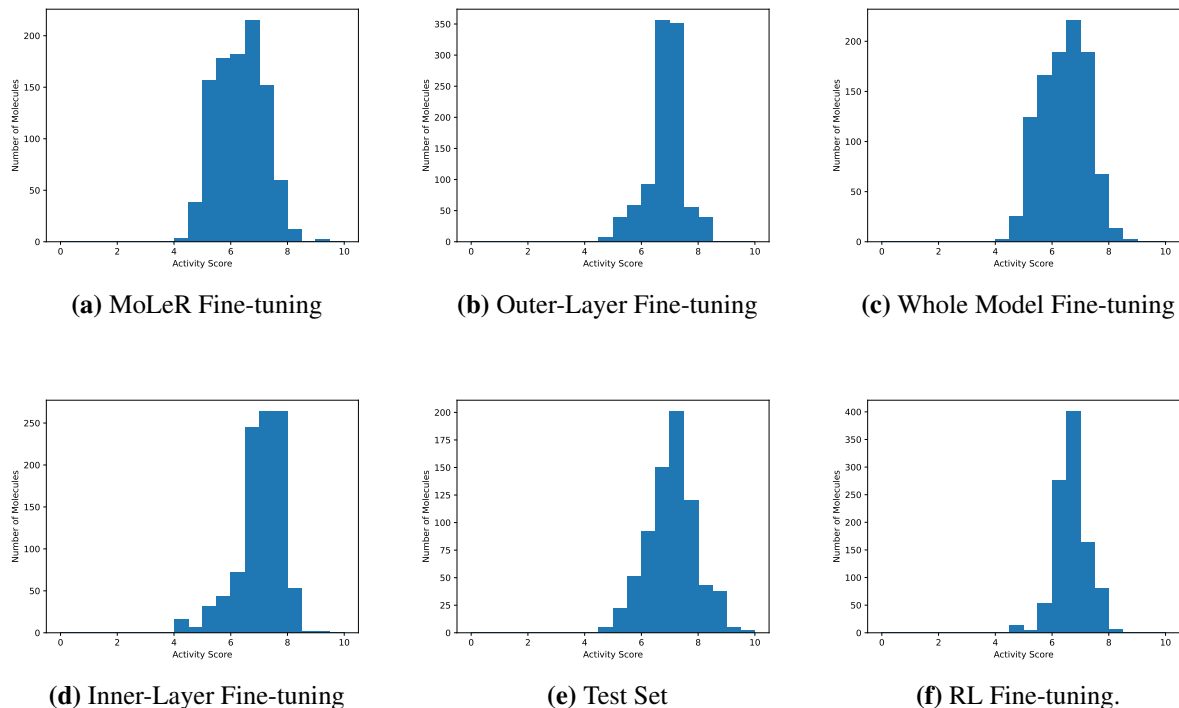 200
150
100
50
0
Number of Molecules
0 2 4 6 8 10
Activity Score
(a) MoLeR Fine-tuning
350
300
250
200
150
100
50
0
Number of Molecules
0 2 4 6 8 10
Activity Score
(b) Outer-Layer Fine-tuning
200
150
100
50
0
Number of Molecules
0 2 4 6 8 10
Activity Score
(c) Whole Model Fine-tuning
250
200
150
100
50
0
Number of Molecules
0 2 4 6 8 10
Activity Score
(d) Inner-Layer Fine-tuning
200
175
150
125
100
75
50
25
0
Number of Molecules
0 2 4 6 8 10
Activity Score
(e) Test Set
400
350
300
250
200
150
100
50
0
Number of Molecules
0 2 4 6 8 10
Activity Score
(f) RL Fine-tuning.